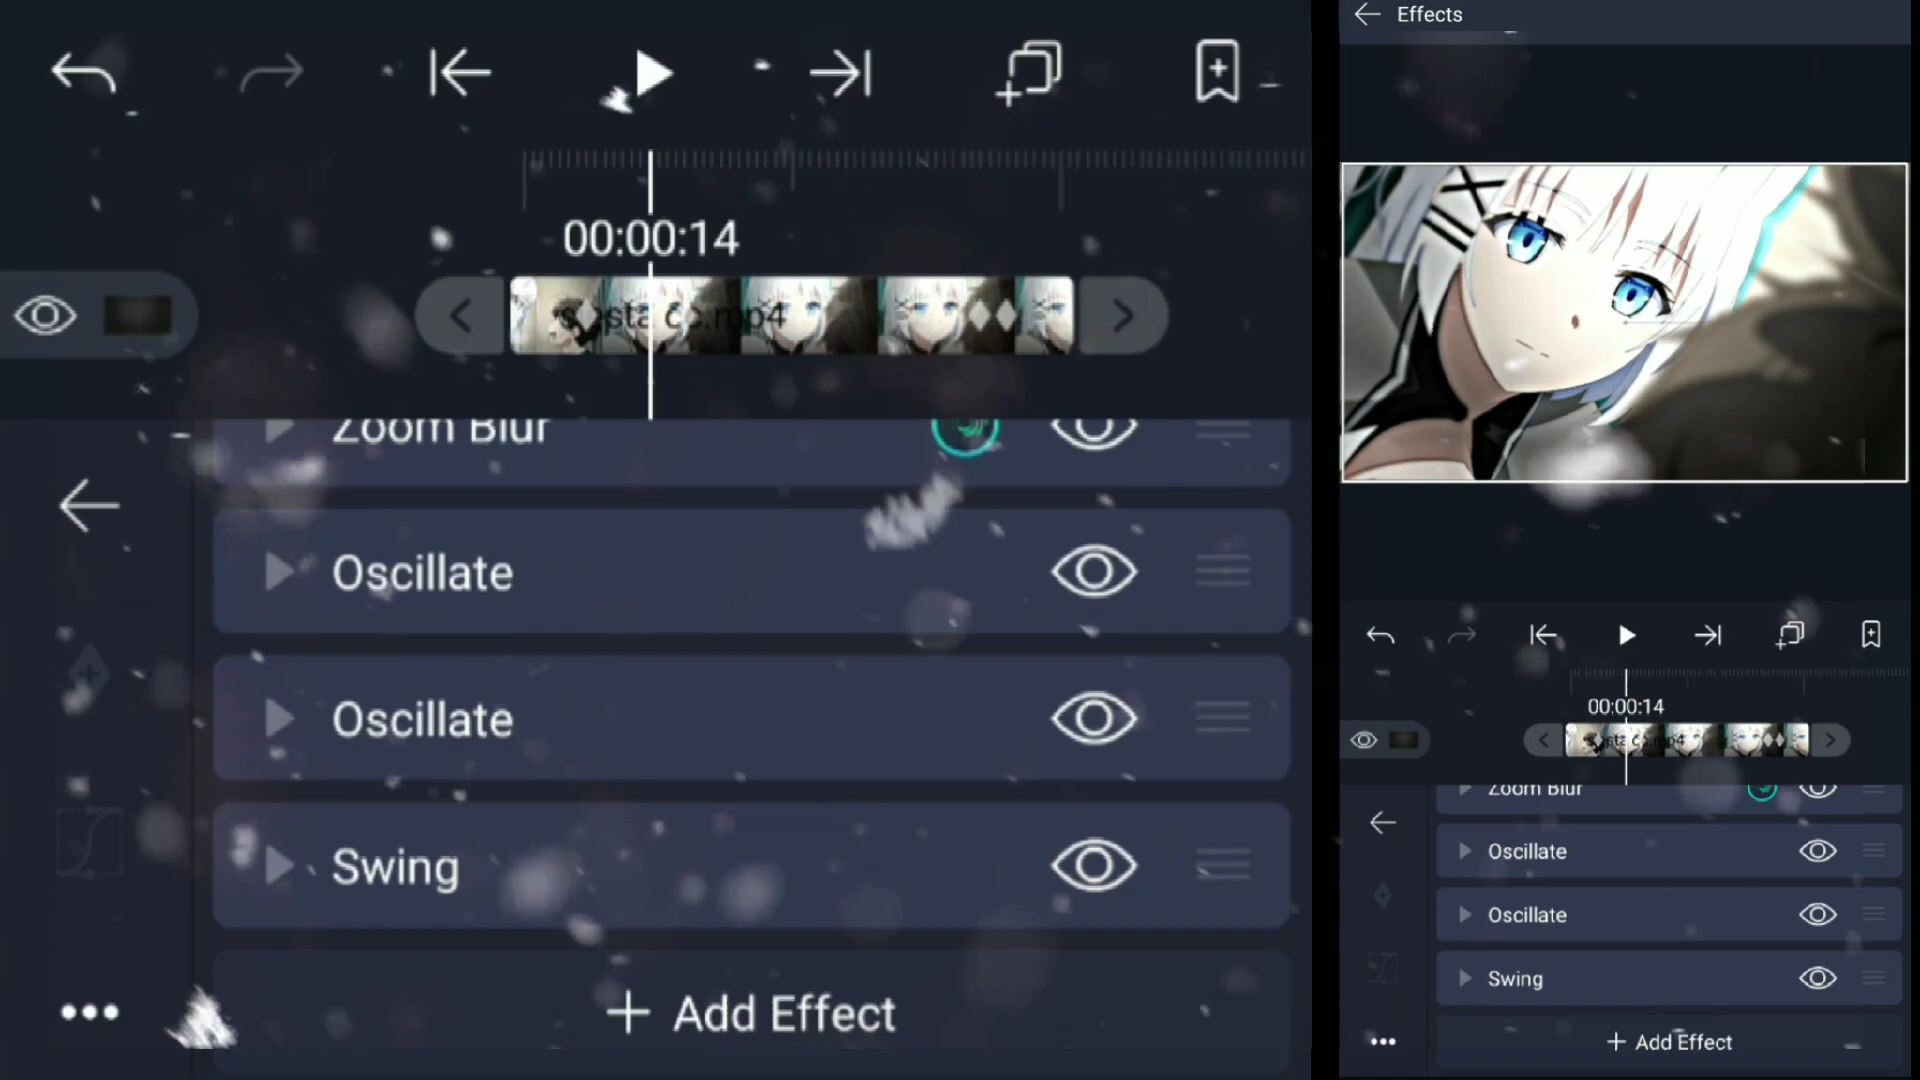 00:00:14
Zoom Blur
Oscillate
Oscillate
Swing
+ Add Effect
Effects
00:00:14
Zoom Blur
Oscillate
Oscillate
Swing
+ Add Effect